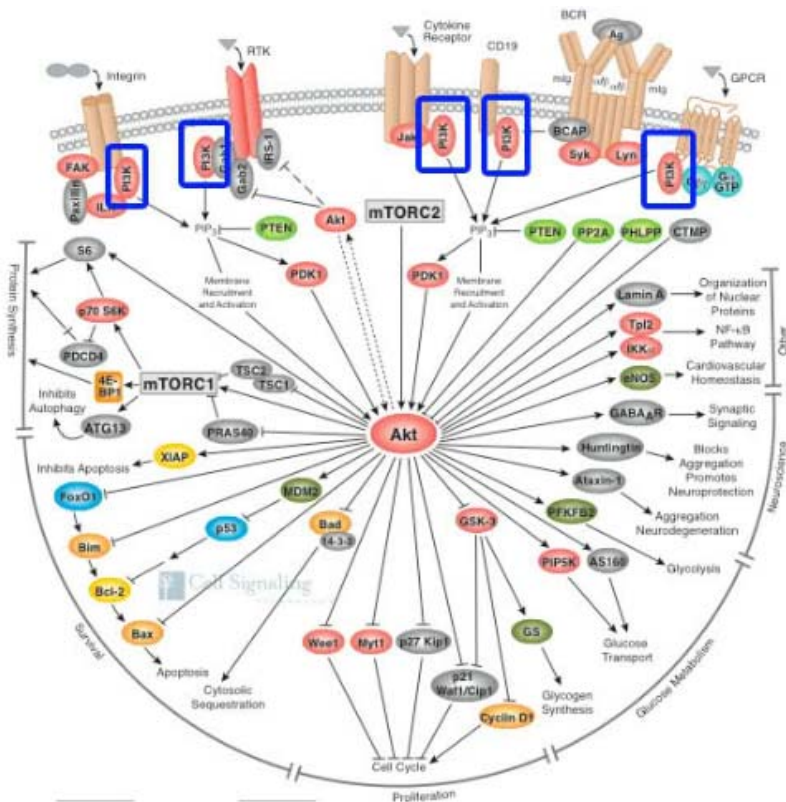 Integrin
RTK
Cytokine
Receptor
CD19
BCR
Ag
mIg
αβ
αβ
mIg
GPCR
FAK
PI3K
Paxillin
PI3K
Gab2
IRS-1
Jak
PI3K
PI3K
BCAP
Syk
Lyn
PI3K
GTP
PIP3
PTEN
Akt
mTORC2
PIP3
PTEN
PP2A
PHLPP
CTMP
PDK1
Membrane
Recruitment
and Activation
PDK1
Membrane
Recruitment
and Activation
S6
p70 S6K
PDCD4
4E-
BP1
mTORC1
TSC2
TSC1
Inhibits
Autophagy
ATG13
PRAS40
Protein Synthesis
Akt
Lamin A
Organization
of Nuclear
Proteins
Tpl2
IKKα
NF-κB
Pathway
eNOS
Cardiovascular
Homeostasis
Other
GABAAR
Synaptic
Signaling
Huntingtin
Blocks
Aggregation
Promotes
Neuroprotection
Ataxin-1
Aggregation
Neurodegeneration
Neuroscience
XIAP
Inhibits Apoptosis
FoxO1
MDM2
p53
Bim
Bad
14-3-3
Bcl-2
Bax
Apoptosis
Cytosolic
Sequestration
Survival
Cell Signaling
GSK-3
PFKFB2
Glycolysis
PIP5K
AS160
Glucose
Transport
GS
Glycogen
Synthesis
Glucose Metabolism
Wee1
Myt1
p27 Kip1
p21
Waf1/Cip1
Cyclin D1
Cell Cycle
Proliferation